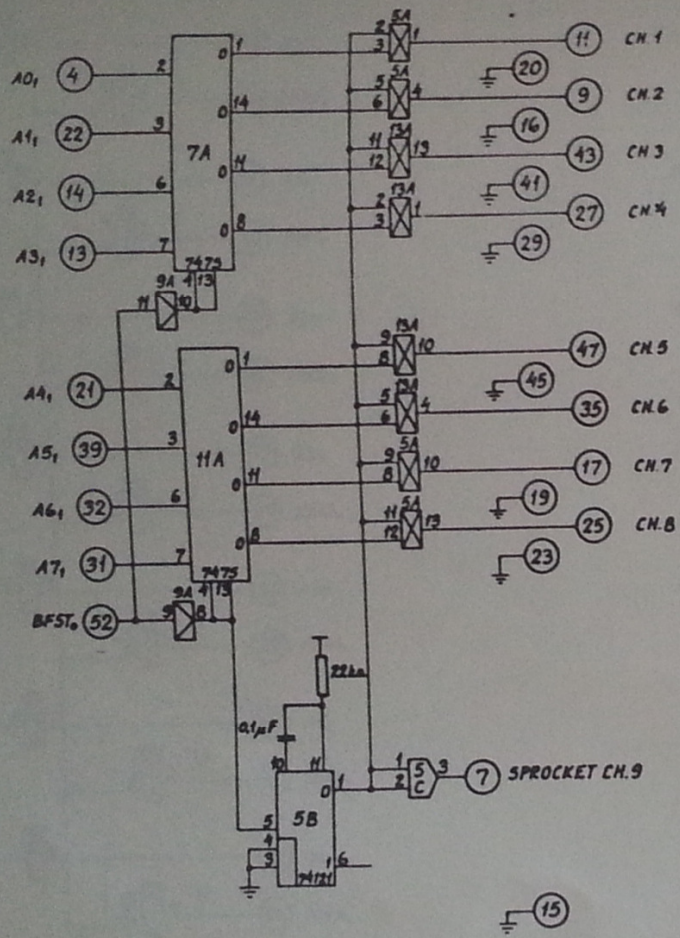 5A
2 3 1 11 CH.1
20
A0₁ 4 2 7A 0 1
5A
5 6 4 9 CH.2
0 14
16
A1₁ 22 3
13A
11 12 13 43 CH 3
0 11
41
A2₁ 14 6
13A
2 3 1 27 CH.4
0 8
29
A3₁ 13 7
7475
4 13
9A
11 10
13A
9 8 10 47 CH.5
0 1
45
A4₁ 21 2 11A
13A
5 6 4 35 CH.6
0 14
A5₁ 39 3
5A
9 8 10 17 CH.7
0 11
19
A6₁ 32 6
5A
11 12 13 25 CH.8
0 8
23
A7₁ 31 7
7475
4 13
9A
BFST₀ 52 9 8
22kΩ
0,1µF
10 11
0 1
1 2 5C 3 7 SPROCKET CH.9
5 5B
4
3
1 6
74121
15